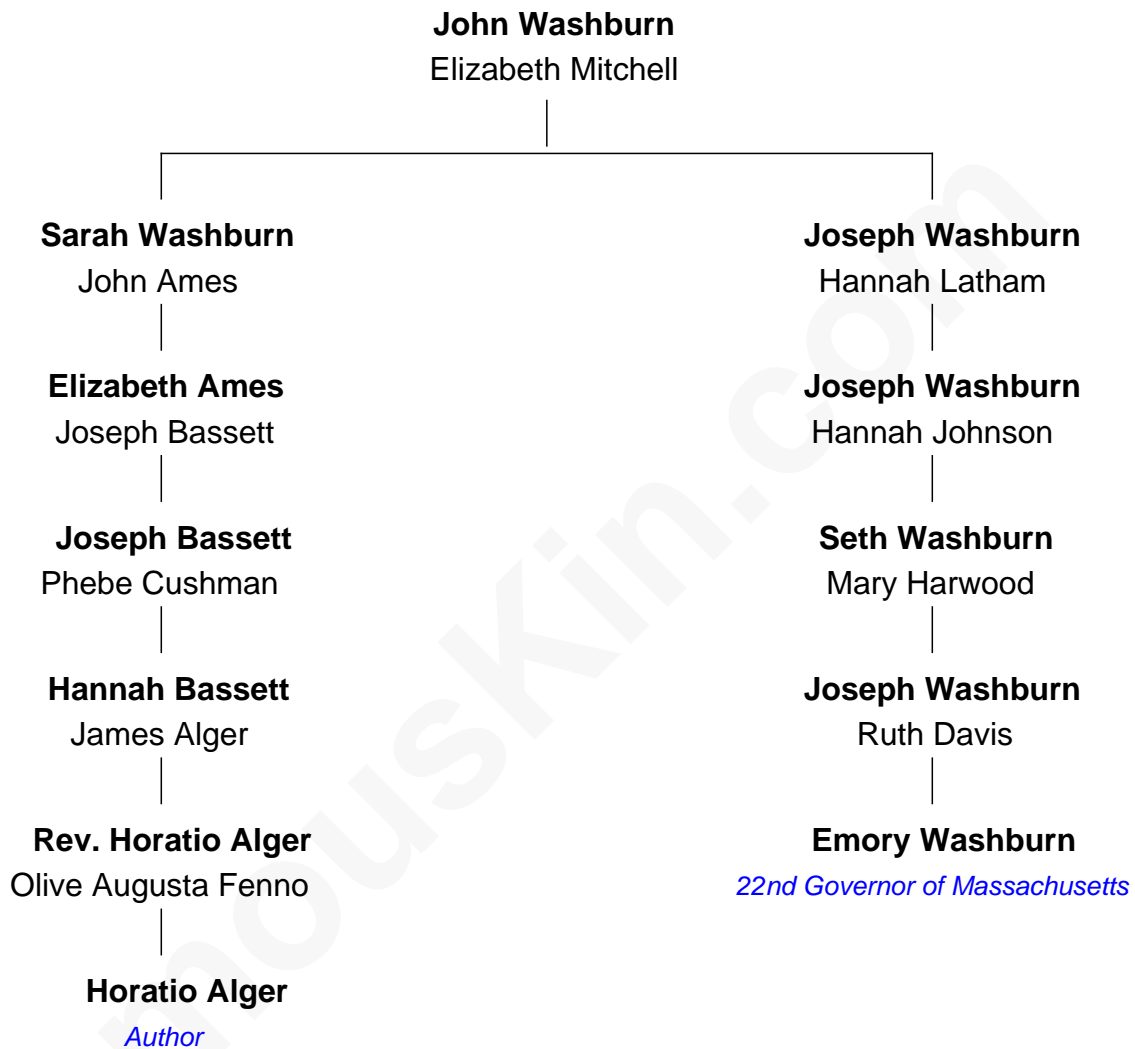 John Washburn
Elizabeth Mitchell
Sarah Washburn
John Ames
Elizabeth Ames
Joseph Bassett
Joseph Bassett
Phebe Cushman
Hannah Bassett
James Alger
Rev. Horatio Alger
Olive Augusta Fenno
Horatio Alger
Author
Joseph Washburn
Hannah Latham
Joseph Washburn
Hannah Johnson
Seth Washburn
Mary Harwood
Joseph Washburn
Ruth Davis
Emory Washburn
22nd Governor of Massachusetts
mousKin.com